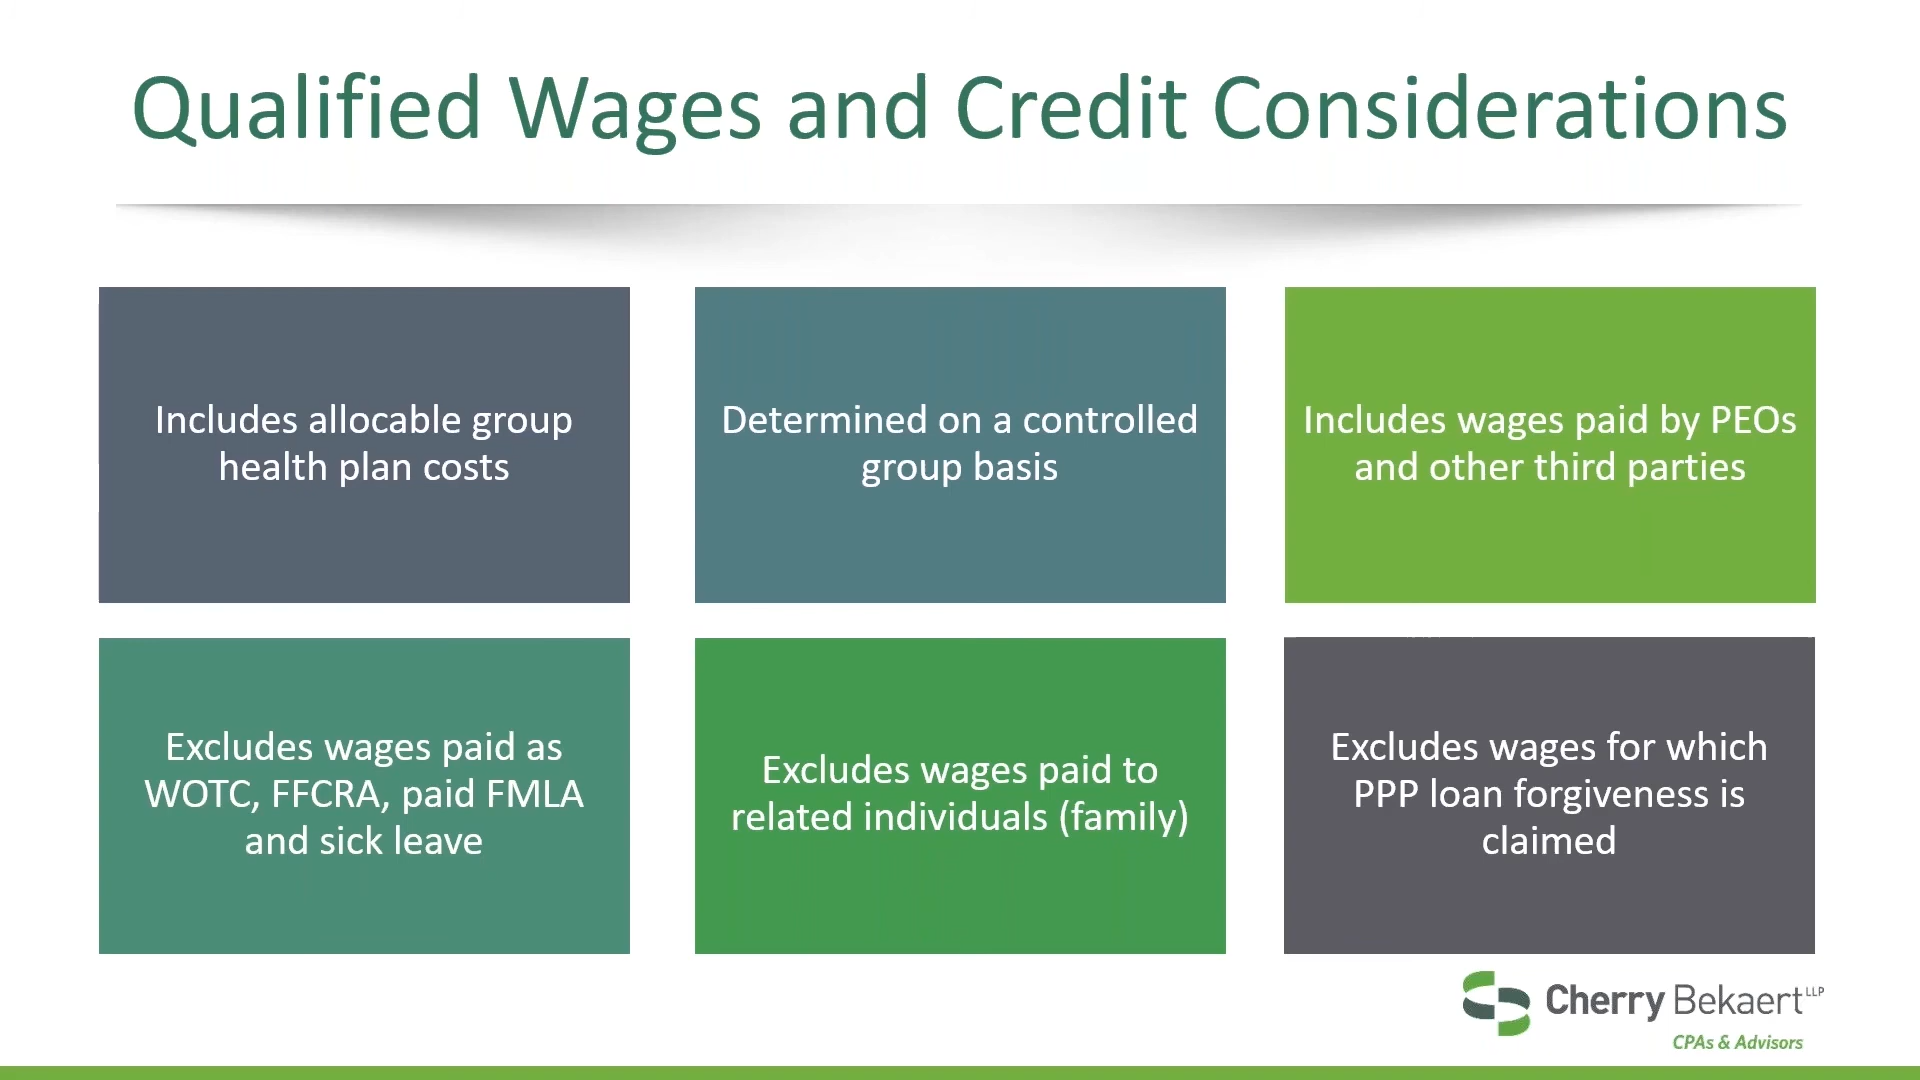 Qualified Wages and Credit Considerations
Includes allocable group
health plan costs
Determined on a controlled
group basis
Includes wages paid by PEOs
and other third parties
Excludes wages paid as
WOTC, FFCRA, paid FMLA
and sick leave
Excludes wages paid to
related individuals (family)
Excludes wages for which
PPP loan forgiveness is
claimed
Cherry Bekaert LLP
CPAs & Advisors